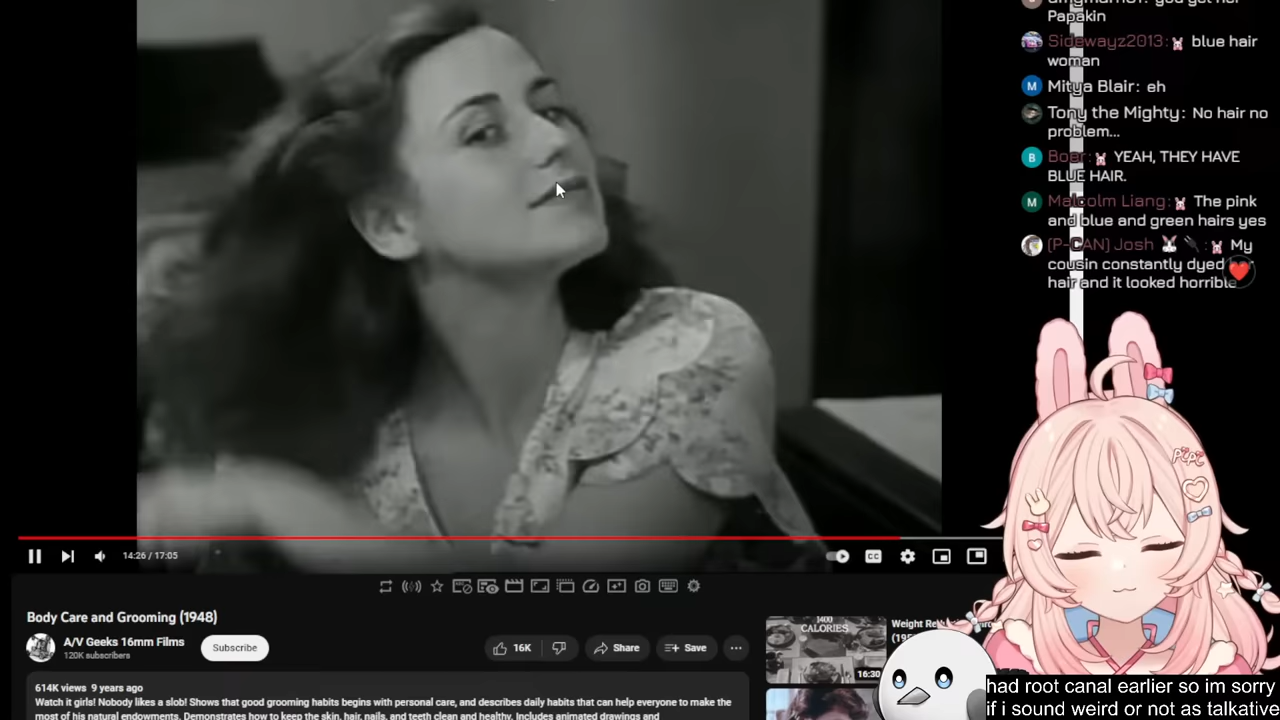 Papakin
Sidewayz2013: blue hair
woman
Mitya Blair: eh
Tony the Mighty: No hair no
problem...
Boer: YEAH, THEY HAVE
BLUE HAIR.
Malcolm Liang: The pink
and blue and green hairs yes
[P-CAN] Josh My
cousin constantly dyed
hair and it looked horrible
14:26 / 17:05
CC
Body Care and Grooming (1948)
A/V Geeks 16mm Films
120K subscribers
Subscribe
16K
Share
Save
1400
CALORIES
16:30
614K views 9 years ago
Watch it girls! Nobody likes a slob! Shows that good grooming habits begins with personal care, and describes daily habits that can help everyone to make the
most of his natural endowments. Demonstrates how to keep the skin, hair, nails, and teeth clean and healthy. Includes animated drawings and
Pipi
had root canal earlier so im sorry
if i sound weird or not as talkative